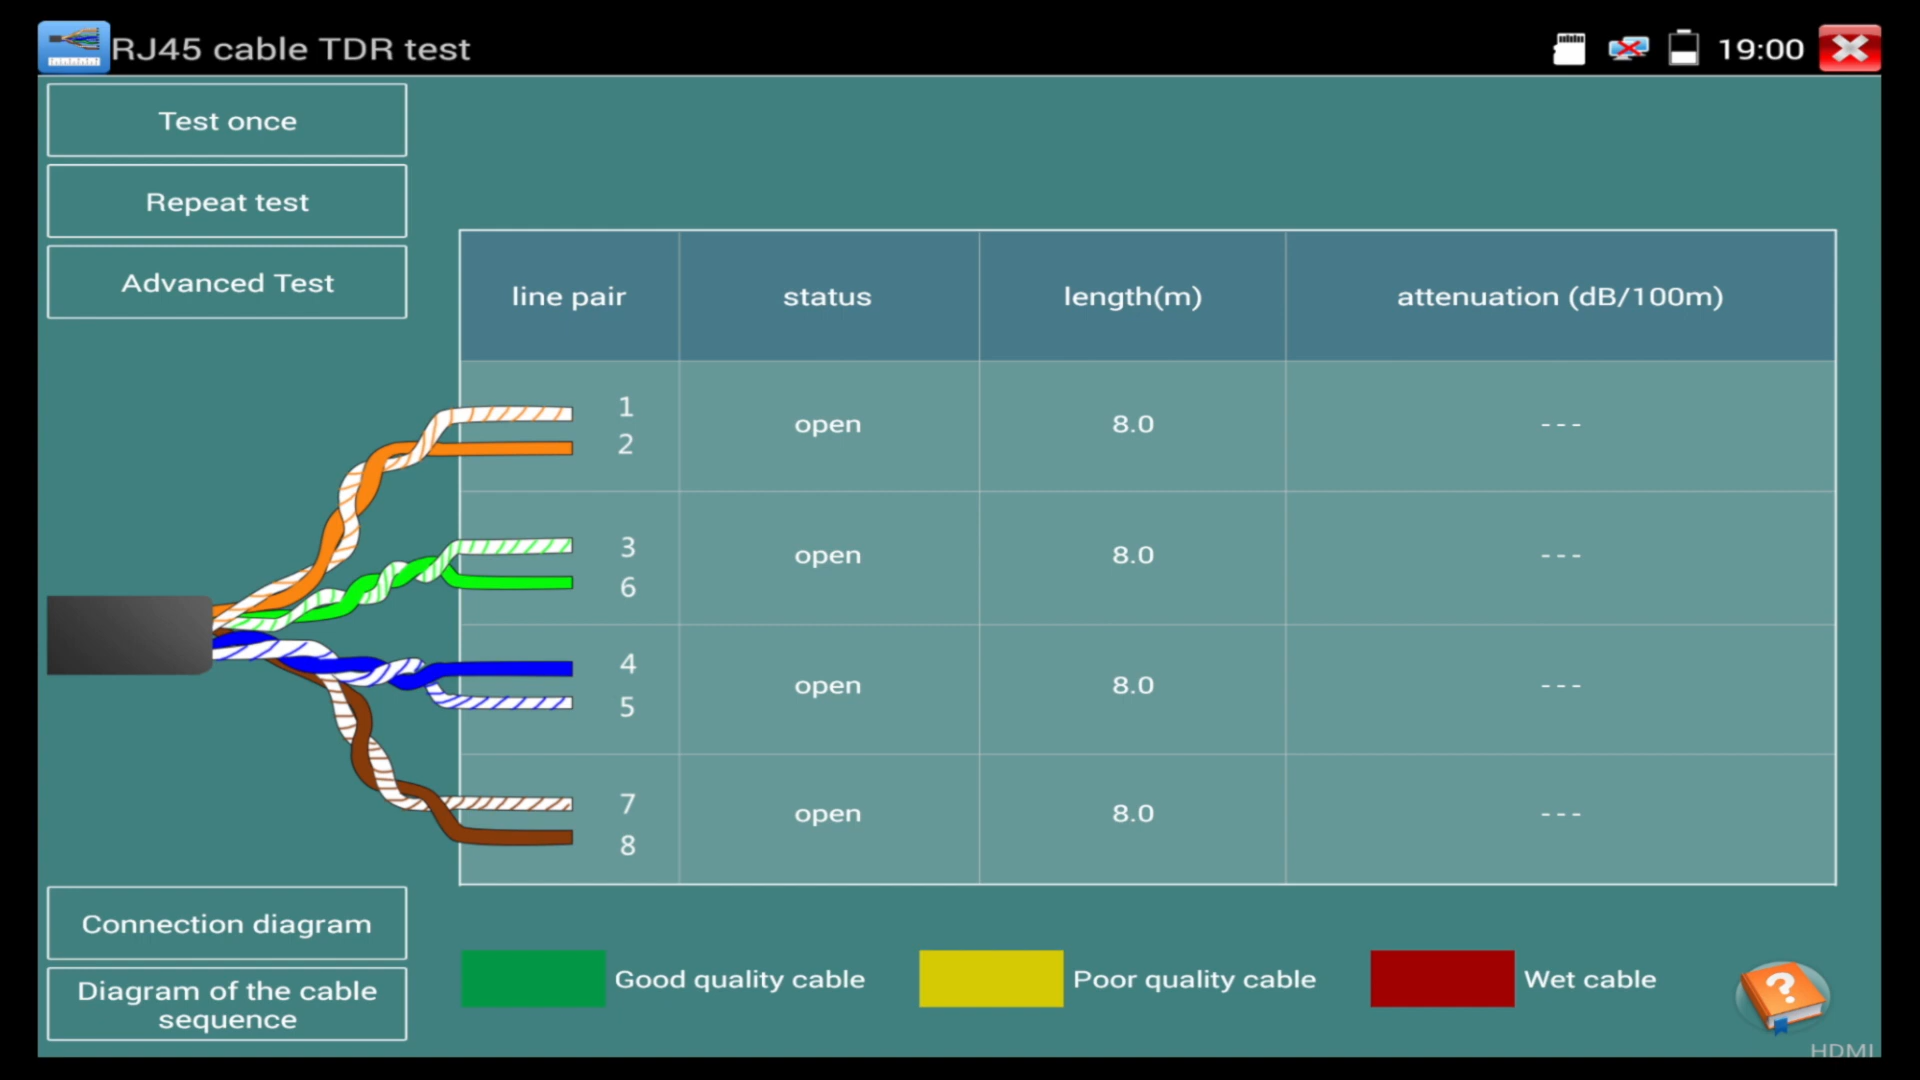 RJ45 cable TDR test
19:00
Test once
Repeat test
Advanced Test
line pair status length(m) attenuation (dB/100m)
1
2
open 8.0 ---
3
6
open 8.0 ---
4
5
open 8.0 ---
7
8
open 8.0 ---
Connection diagram
Diagram of the cable
sequence
Good quality cable
Poor quality cable
Wet cable
?
HDMI